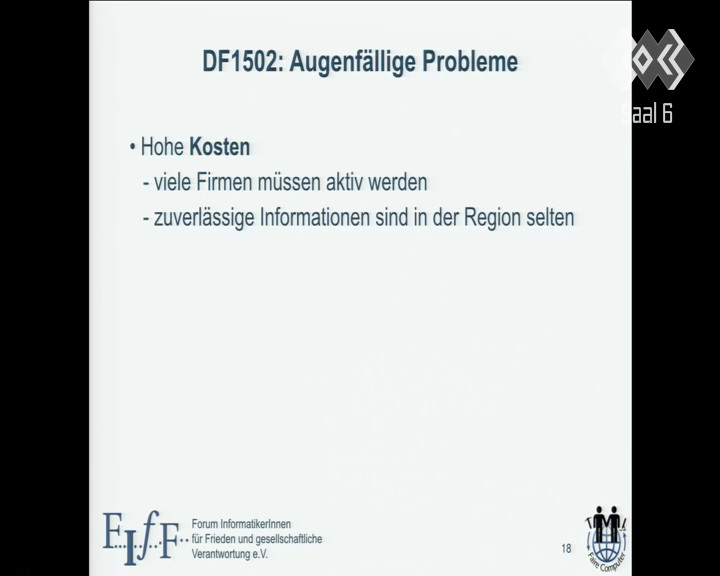 DF1502: Augenfällige Probleme
Saal 6
• Hohe Kosten
- viele Firmen müssen aktiv werden
- zuverlässige Informationen sind in der Region selten
F.I.f.F..
Forum InformatikerInnen
für Frieden und gesellschaftliche
Verantwortung e.V.
18
Faire Computer